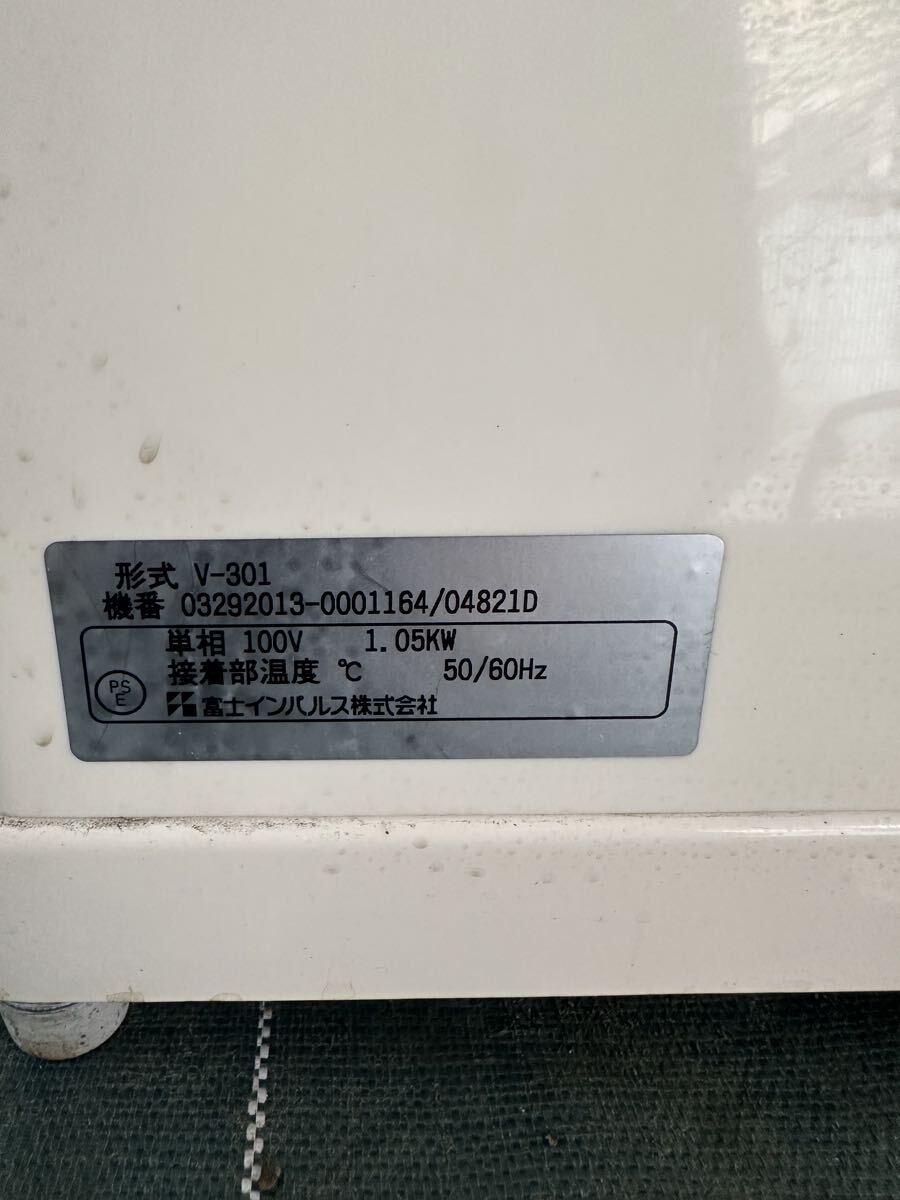 形式 V-301
機番 03292013-0001164/04821D
単相 100V 1.05KW
接着部温度 ℃ 50/60Hz
PS
E
富士インパルス株式会社